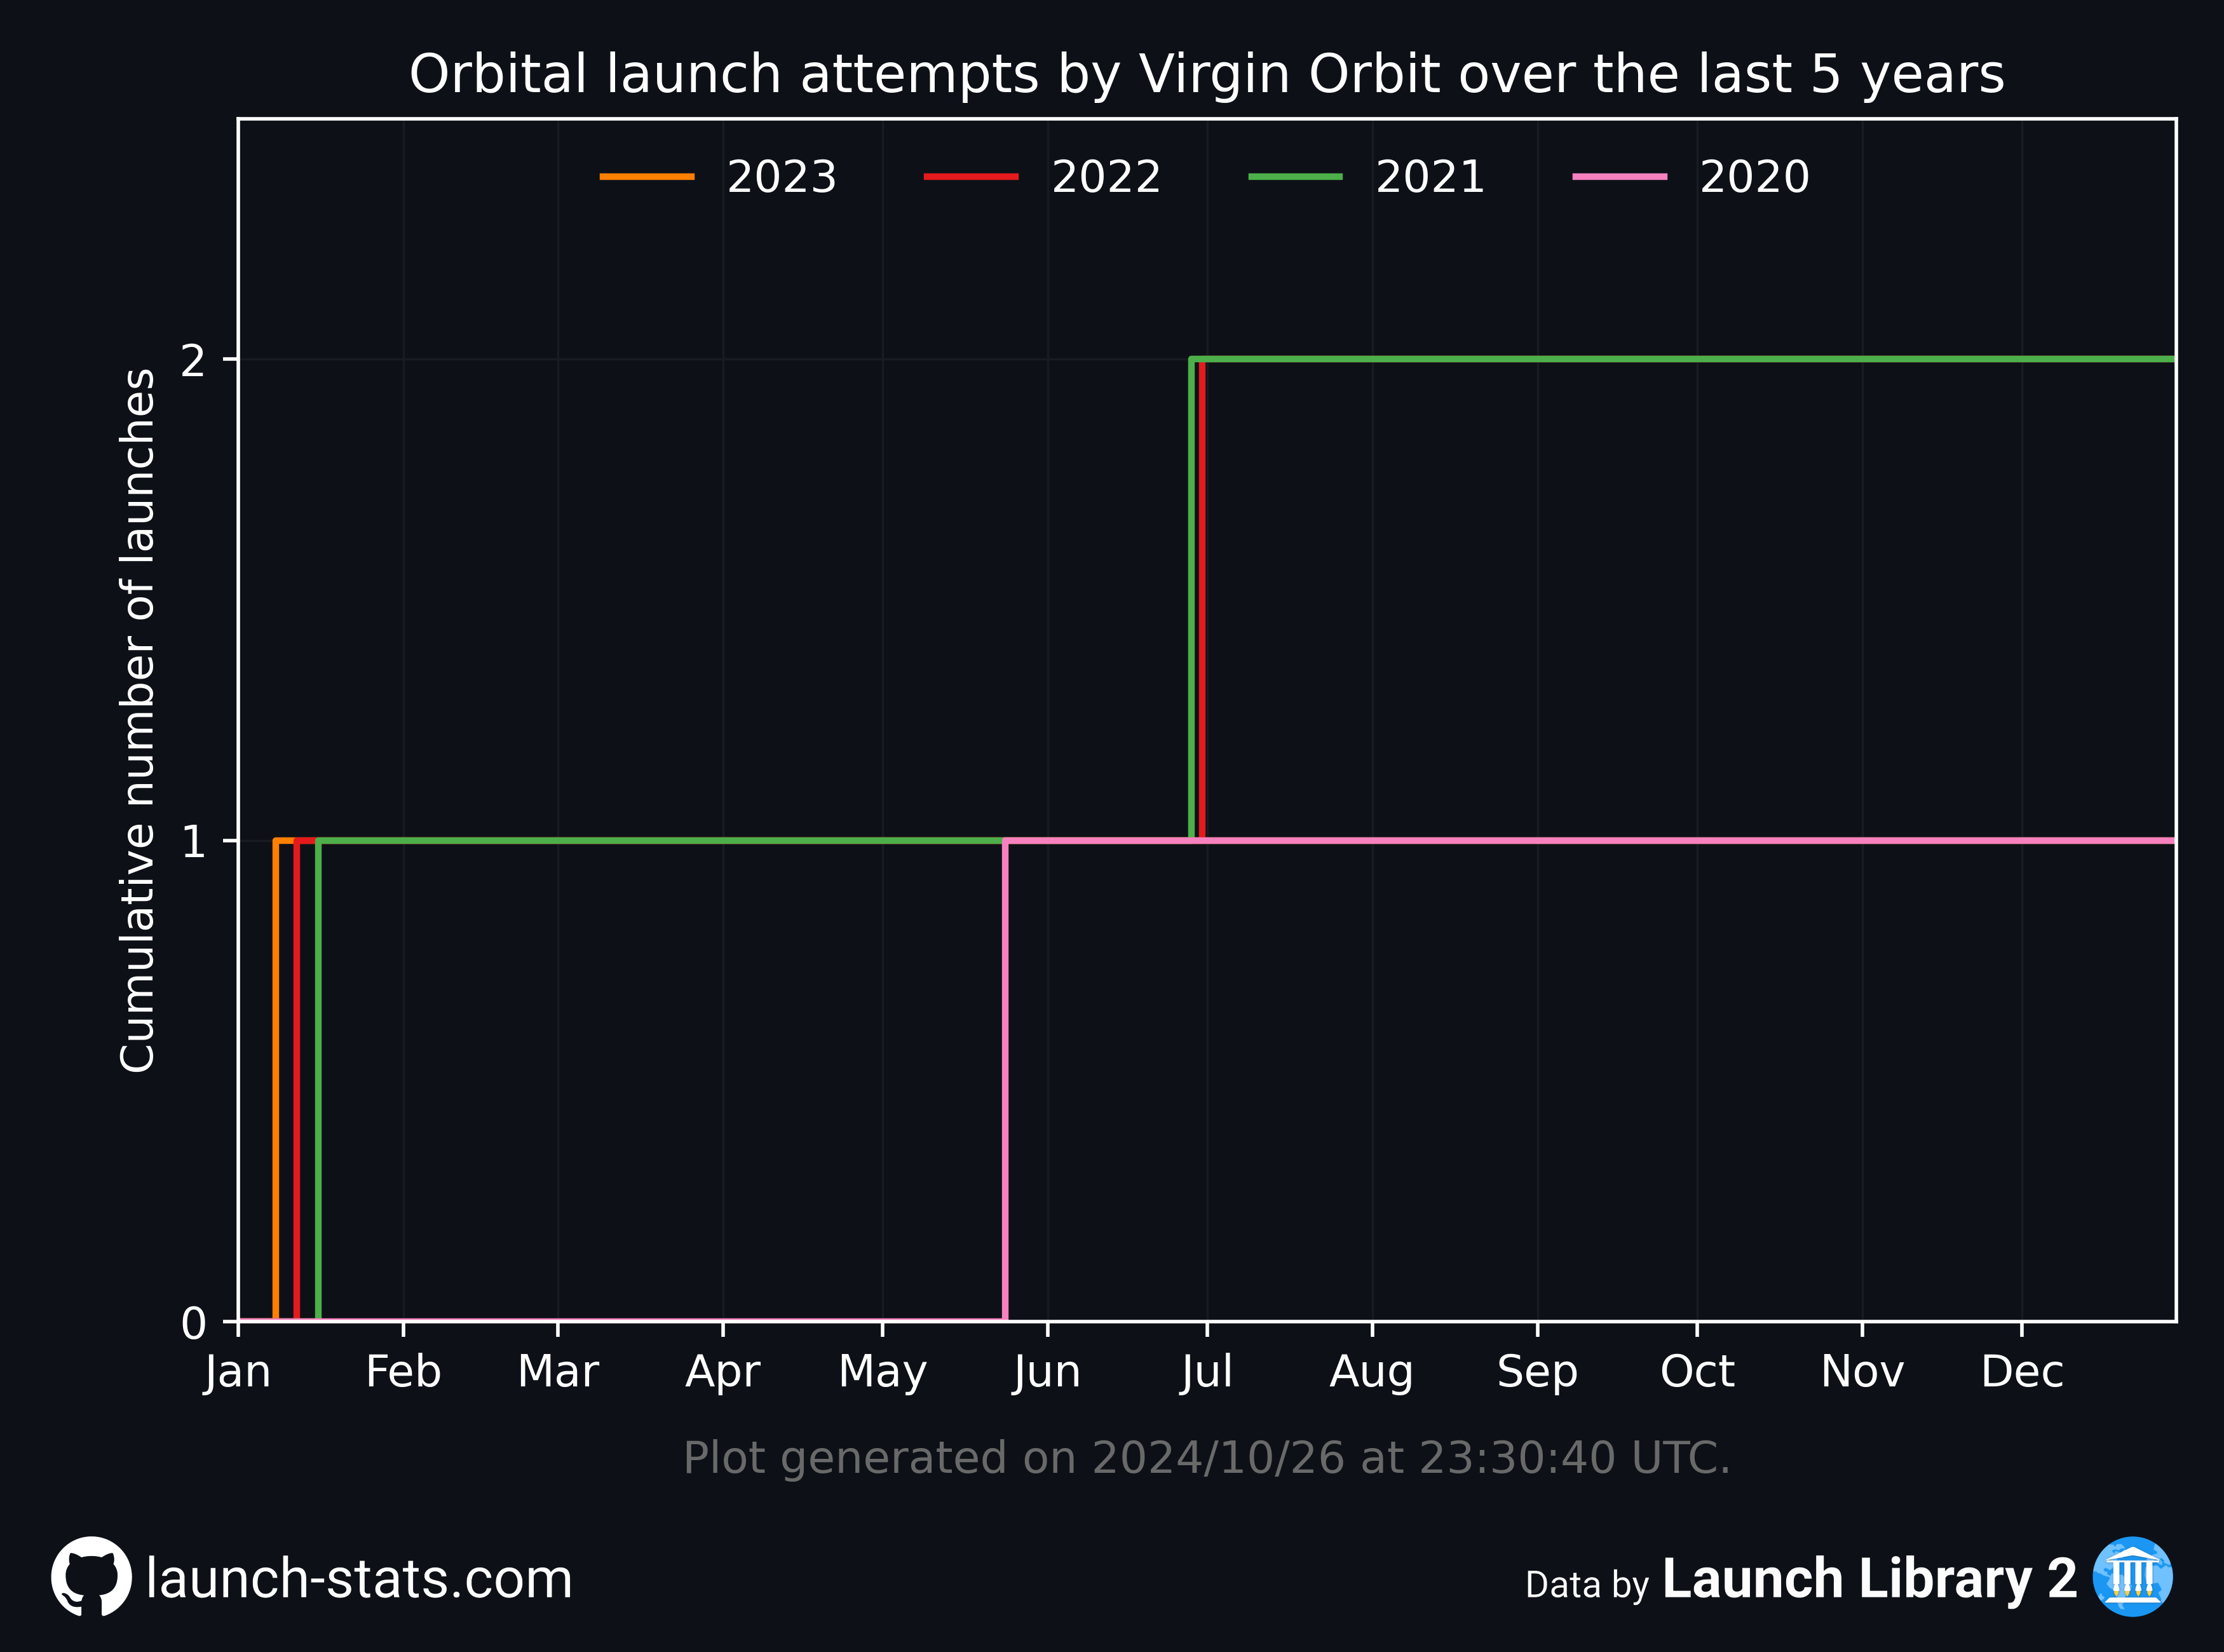 Orbital launch attempts by Virgin Orbit over the last 5 years
2023 2022 2021 2020
Cumulative number of launches
2
1
0
Jan Feb Mar Apr May Jun Jul Aug Sep Oct Nov Dec
Plot generated on 2024/10/26 at 23:30:40 UTC.
launch-stats.com
Data by Launch Library 2